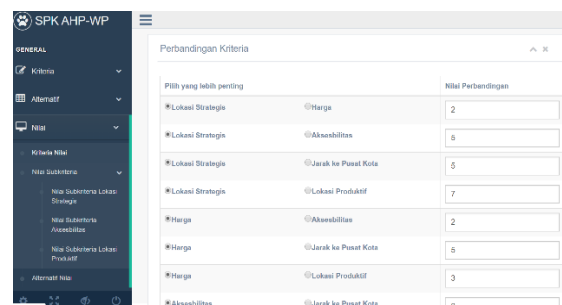 SPK AHP-WP
GENERAL
Kriteria
Alternatif
Nilai
Kriteria Nilai
Nilai Subkriteria
Nilai Subkriteria Lokasi
Strategis
Nilai Subkriteria
Aksesbilitas
Nilai Subkriteria Lokasi
Produktif
Alternatif Nilai
Perbandingan Kriteria
Pilih yang lebih penting
Nilai Perbandingan
Lokasi Strategis Harga 2
Lokasi Strategis Aksesbilitas
Lokasi Strategis Jarak ke Pusat Kota 5
Lokasi Strategis Lokasi Produktif 7
Harga Aksesbilitas 2
Harga Jarak ke Pusat Kota
Harga Lokasi Produktif 3
Aksesbilitas Jarak ke Pusat Kota